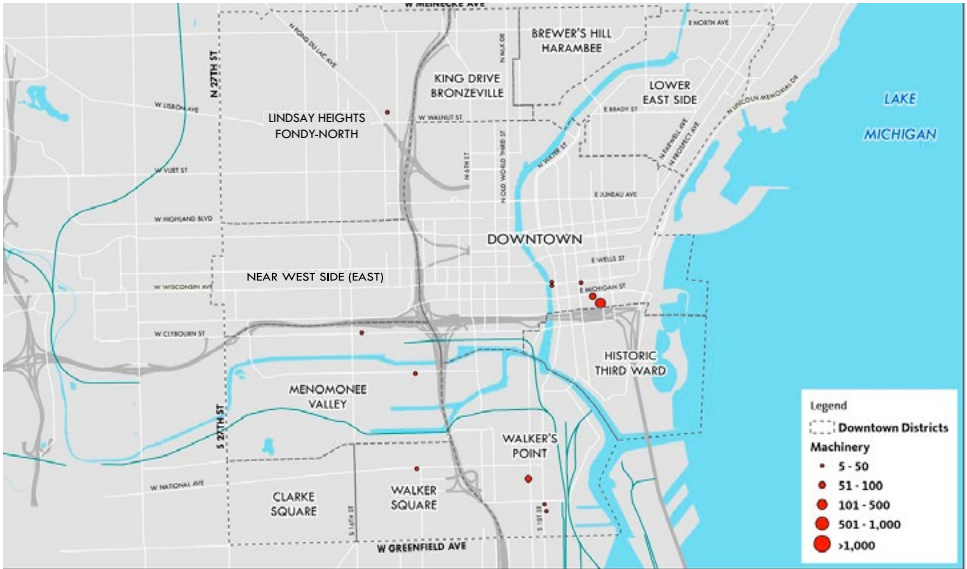 W MEINECKE AVE
E NORTH AVE
BREWER'S HILL
HARAMBEE
N MLK DR
N FOND DU LAC AVE
N 27TH ST
KING DRIVE
BRONZEVILLE
LOWER
EAST SIDE
N LINCOLN MEMORIAL DR
LAKE
MICHIGAN
W LISBON AVE
E BRADY ST
LINDSAY HEIGHTS
FONDY-NORTH
W WALNUT ST
N FARWELL AVE
N PROSPECT AVE
N WATER ST
N 6TH ST
N OLD WORLD THIRD ST
W VLIET ST
E JUNEAU AVE
W HIGHLAND BLVD
DOWNTOWN
E WELLS ST
NEAR WEST SIDE (EAST)
W WISCONSIN AVE
E MICHIGAN ST
W CLYBOURN ST
HISTORIC
THIRD WARD
MENOMONEE
VALLEY
S 27TH ST
WALKER'S
POINT
W NATIONAL AVE
CLARKE
SQUARE
S 16TH ST
WALKER
SQUARE
S 1ST ST
W GREENFIELD AVE
Legend
Downtown Districts
Machinery
5 - 50
51 - 100
101 - 500
501 - 1,000
>1,000